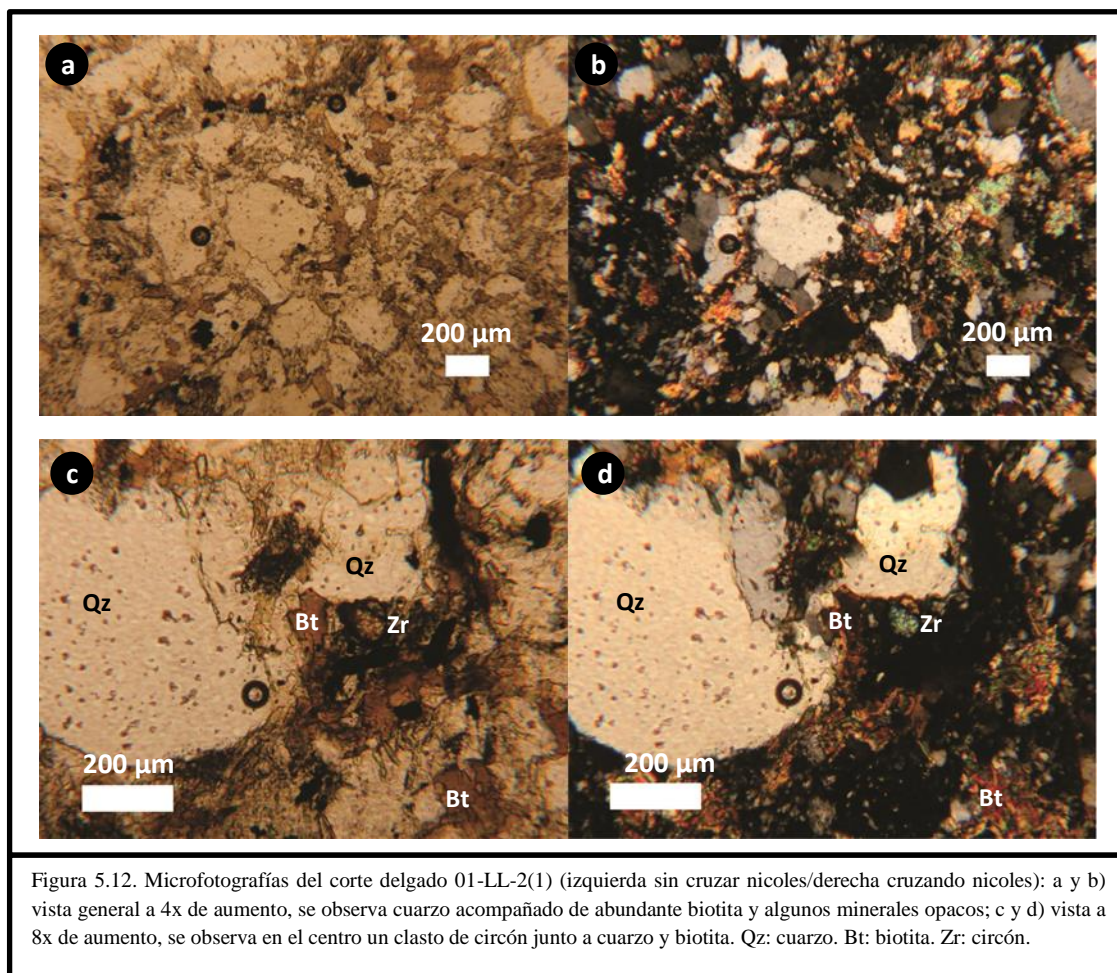 a
b
200 µm
200 µm
c
d
Qz
Qz
Qz
Qz
Bt
Zr
Bt
Zr
200 µm
200 µm
Bt
Bt
Figura 5.12. Microfotografías del corte delgado 01-LL-2(1) (izquierda sin cruzar nicoles/derecha cruzando nicoles): a y b)
vista general a 4x de aumento, se observa cuarzo acompañado de abundante biotita y algunos minerales opacos; c y d) vista a
8x de aumento, se observa en el centro un clasto de circón junto a cuarzo y biotita. Qz: cuarzo. Bt: biotita. Zr: circón.